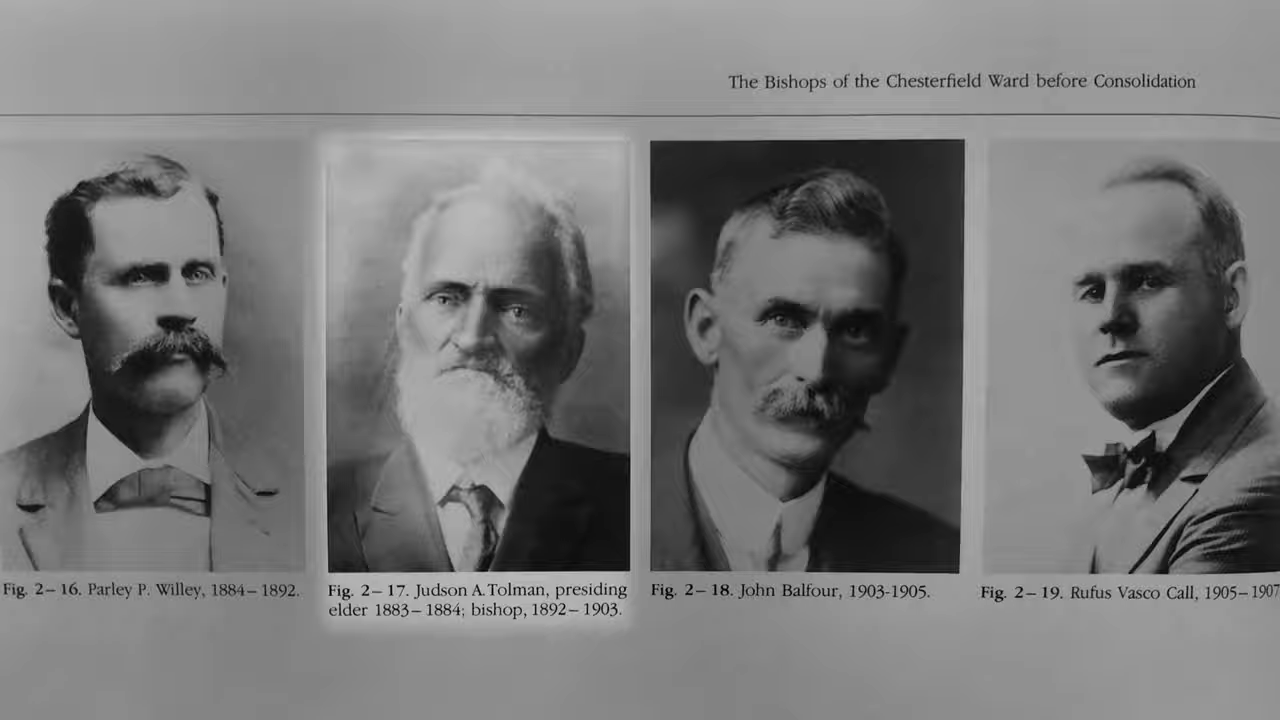 The Bishops of the Chesterfield Ward before Consolidation
Fig. 2–16. Parley P. Willey, 1884–1892.
Fig. 2–17. Judson A. Tolman, presiding
elder 1883–1884; bishop, 1892–1903.
Fig. 2–18. John Balfour, 1903-1905.
Fig. 2–19. Rufus Vasco Call, 1905–1907